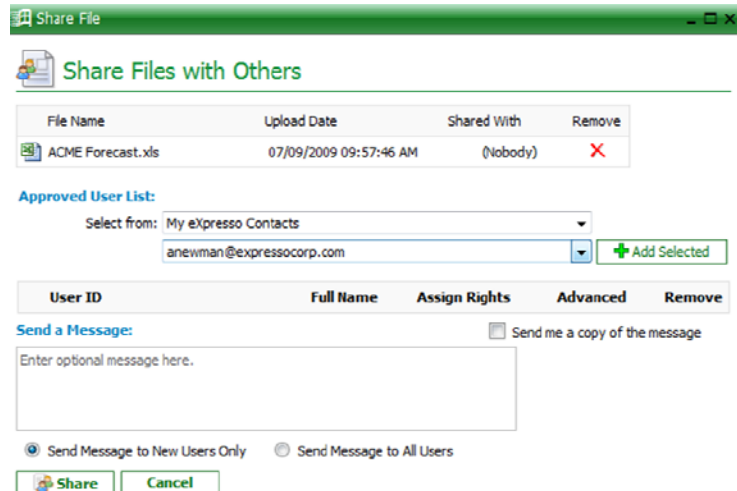 Share File
Share Files with Others
File Name Upload Date Shared With Remove
ACME Forecast.xls 07/09/2009 09:57:46 AM (Nobody)
Approved User List:
Select from: My eXpresso Contacts
anewman@expressocorp.com Add Selected
User ID Full Name Assign Rights Advanced Remove
Send a Message: Send me a copy of the message
Enter optional message here.
Send Message to New Users Only Send Message to All Users
Share Cancel